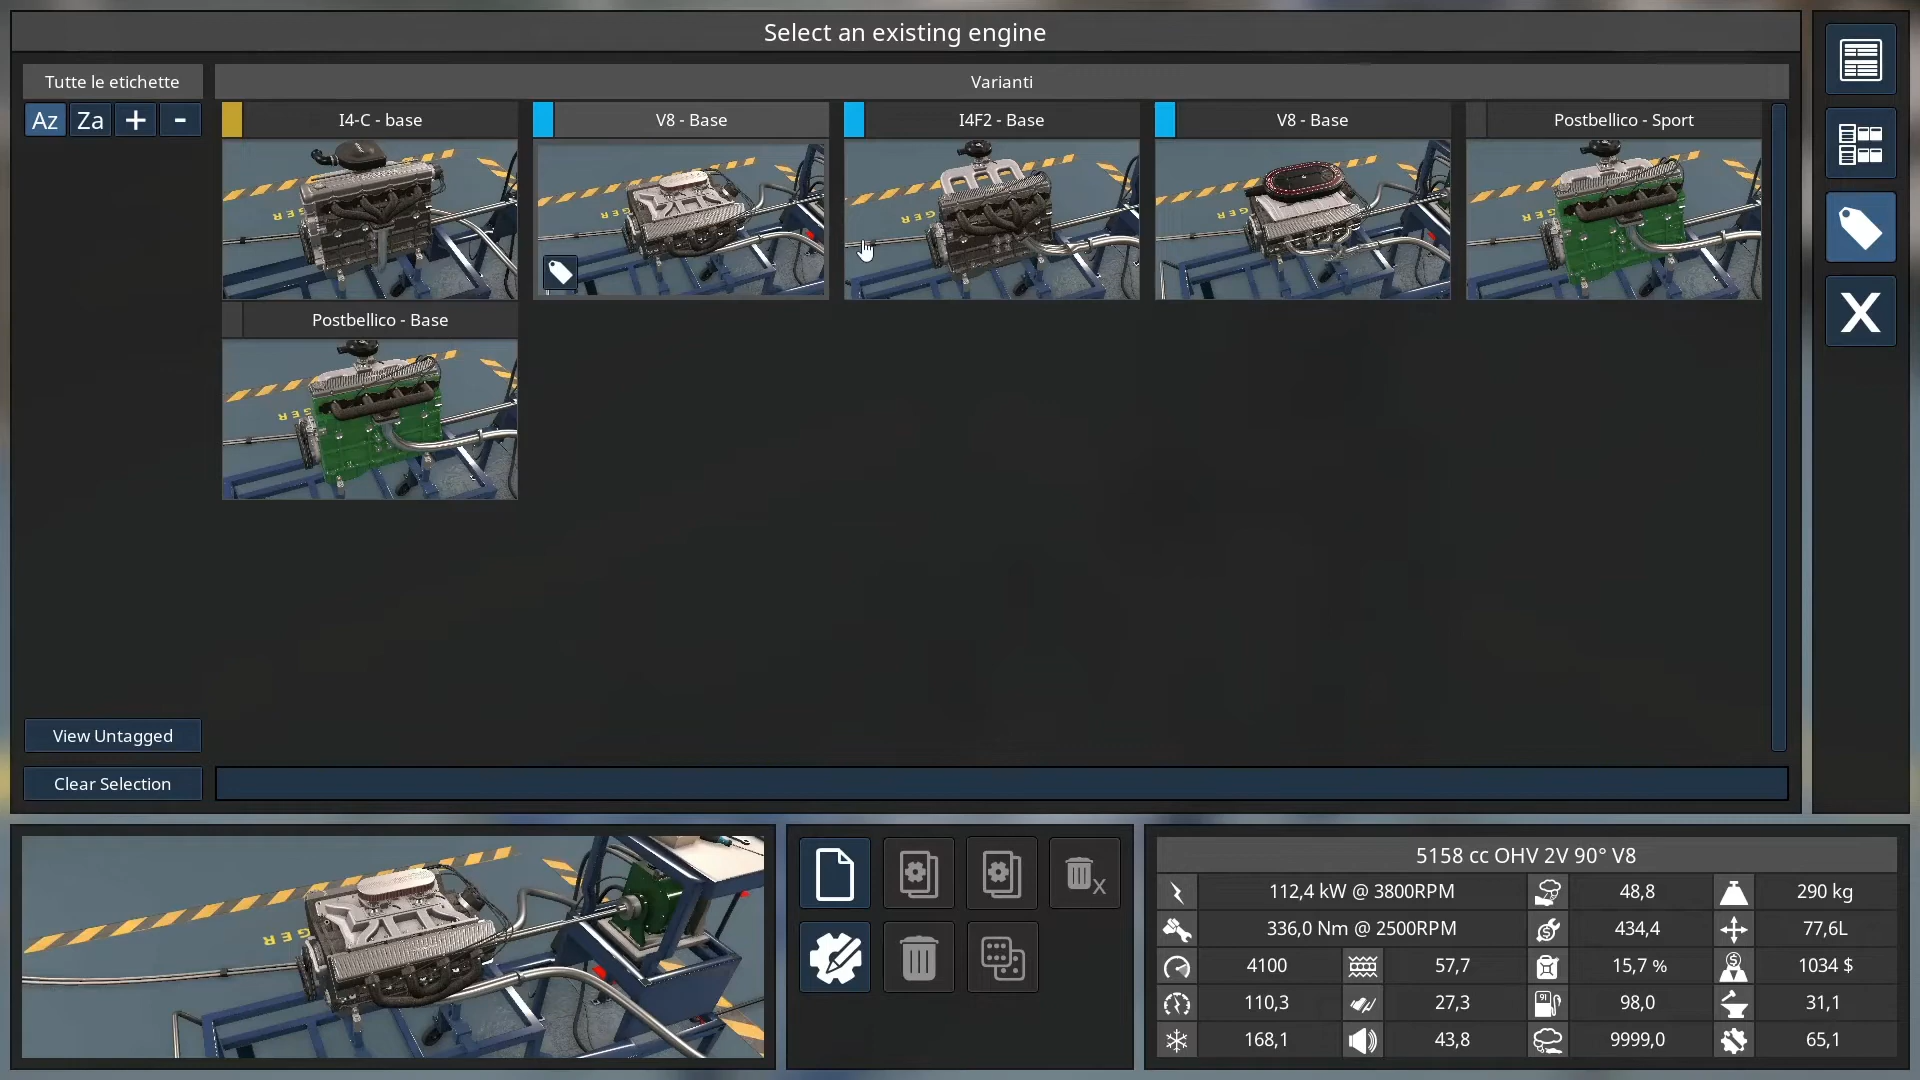 Select an existing engine
Tutte le etichette
Varianti
Az Za + -
I4-C - base
V8 - Base
I4F2 - Base
V8 - Base
Postbellico - Sport
Postbellico - Base
View Untagged
Clear Selection
5158 cc OHV 2V 90° V8
112,4 kW @ 3800RPM 48,8 290 kg
336,0 Nm @ 2500RPM 434,4 77,6L
4100 57,7 15,7 % 1034 $
110,3 27,3 98,0 31,1
168,1 43,8 9999,0 65,1